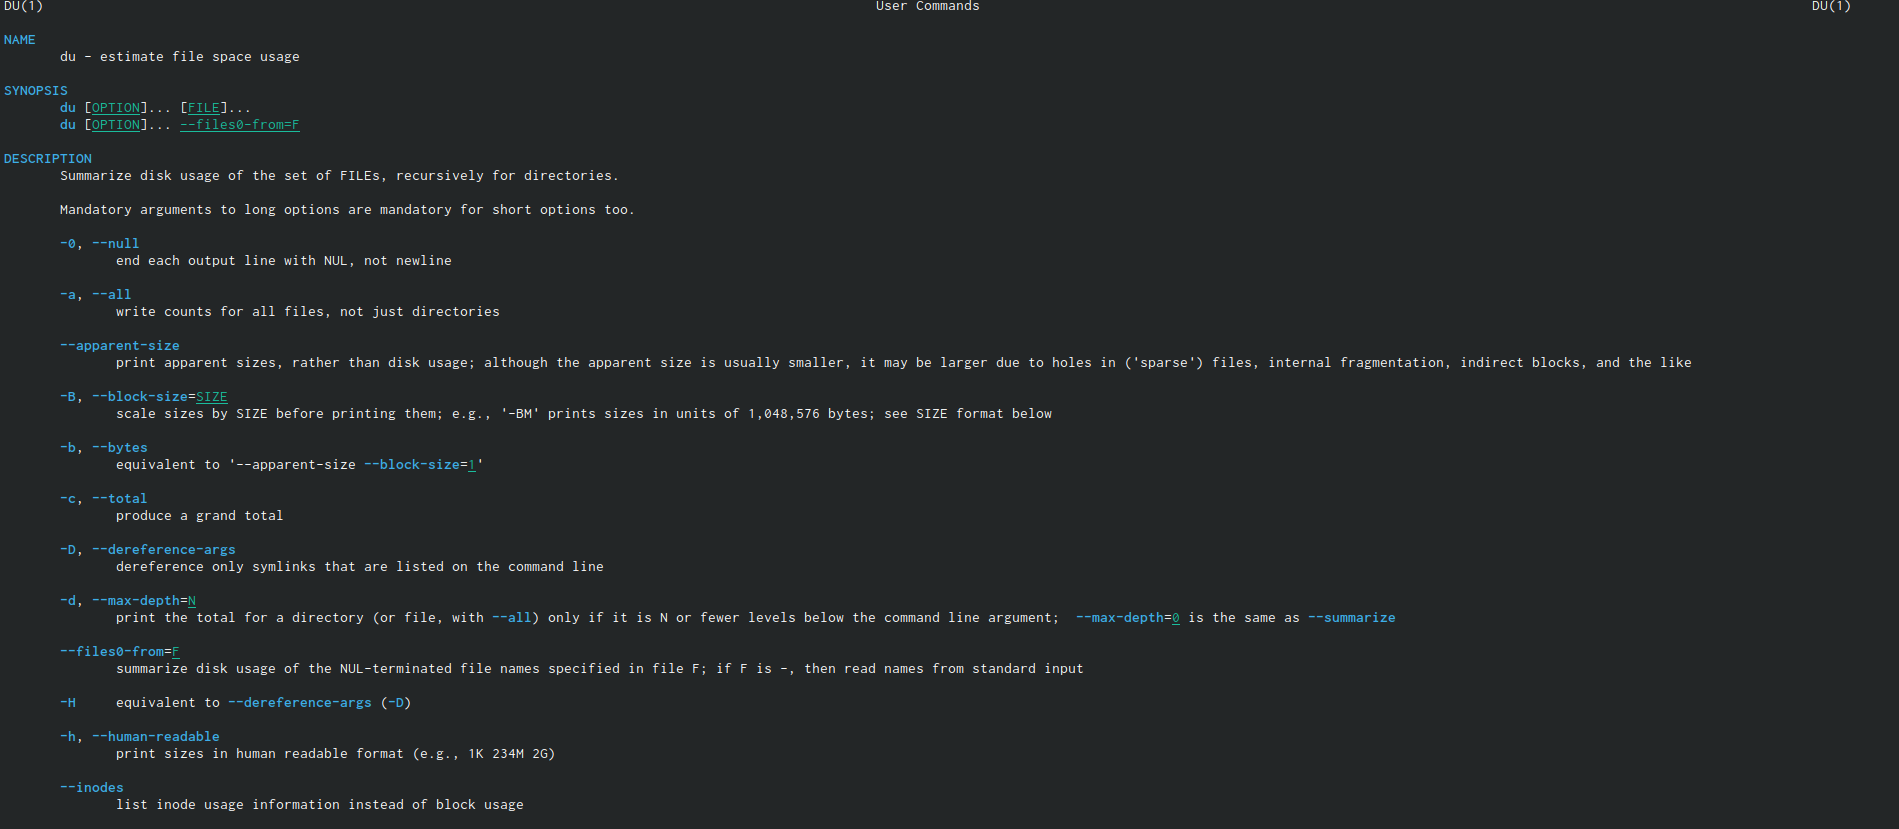 DU(1) User Commands DU(1)
NAME
du - estimate file space usage
SYNOPSIS
du [OPTION]... [FILE]...
du [OPTION]... --files0-from=F
DESCRIPTION
Summarize disk usage of the set of FILEs, recursively for directories.
Mandatory arguments to long options are mandatory for short options too.
-0, --null
end each output line with NUL, not newline
-a, --all
write counts for all files, not just directories
--apparent-size
print apparent sizes, rather than disk usage; although the apparent size is usually smaller, it may be larger due to holes in ('sparse') files, internal fragmentation, indirect blocks, and the like
-B, --block-size=SIZE
scale sizes by SIZE before printing them; e.g., '-BM' prints sizes in units of 1,048,576 bytes; see SIZE format below
-b, --bytes
equivalent to '--apparent-size --block-size=1'
-c, --total
produce a grand total
-D, --dereference-args
dereference only symlinks that are listed on the command line
-d, --max-depth=N
print the total for a directory (or file, with --all) only if it is N or fewer levels below the command line argument;  --max-depth=0 is the same as --summarize
--files0-from=F
summarize disk usage of the NUL-terminated file names specified in file F; if F is -, then read names from standard input
-H equivalent to --dereference-args (-D)
-h, --human-readable
print sizes in human readable format (e.g., 1K 234M 2G)
--inodes
list inode usage information instead of block usage